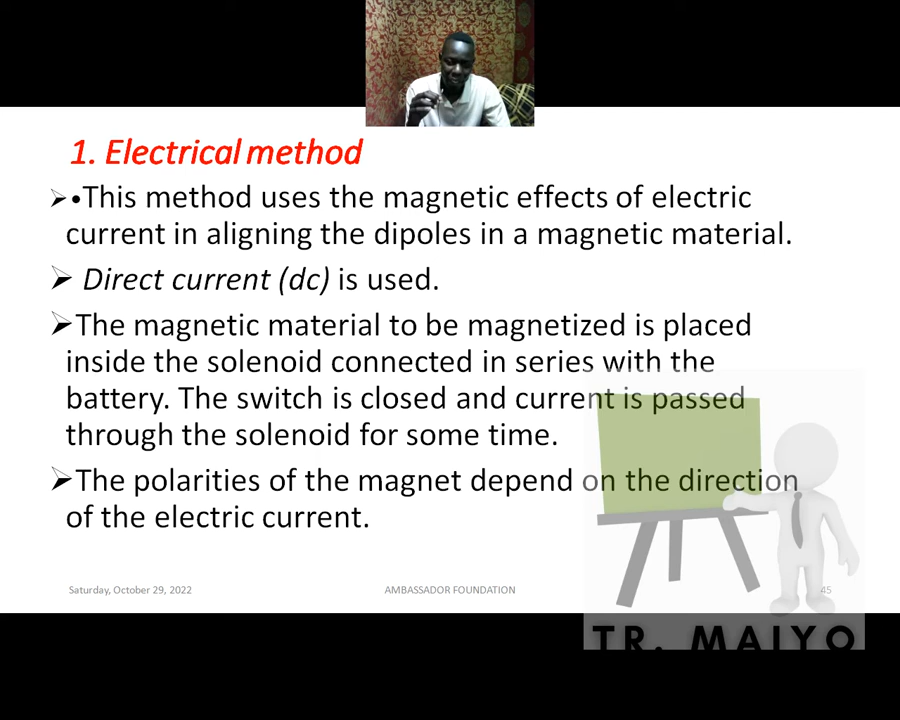 1. Electrical method
➢•This method uses the magnetic effects of electric
current in aligning the dipoles in a magnetic material.
➢ Direct current (dc) is used.
➢The magnetic material to be magnetized is placed
inside the solenoid connected in series with the
battery. The switch is closed and current is passed
through the solenoid for some time.
➢The polarities of the magnet depend on the direction
of the electric current.
Saturday, October 29, 2022 AMBASSADOR FOUNDATION 45
TR. MAIYO